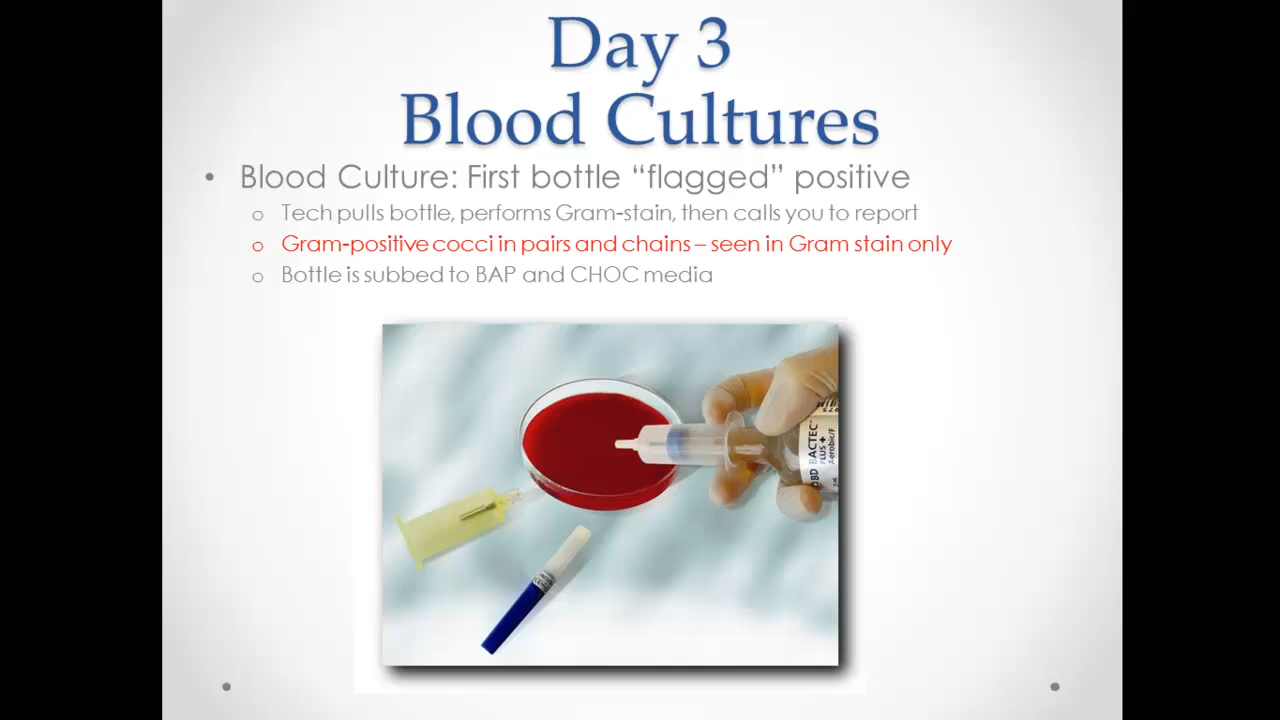 Day 3
Blood Cultures
• Blood Culture: First bottle “flagged” positive
o Tech pulls bottle, performs Gram-stain, then calls you to report
o Gram-positive cocci in pairs and chains – seen in Gram stain only
o Bottle is subbed to BAP and CHOC media
BD BACTEC
PLUS +
Aerobic/F